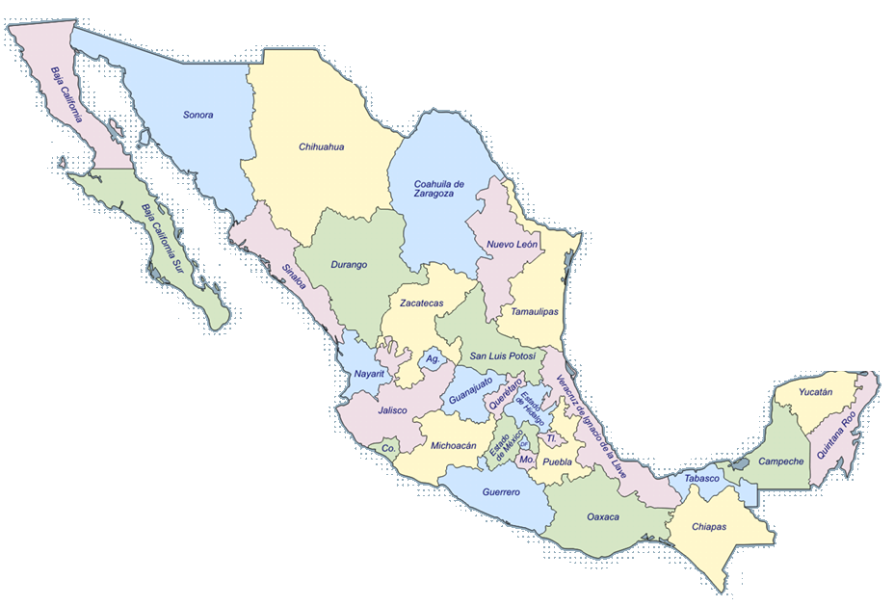 Baja California
Sonora
Chihuahua
Coahuila de
Zaragoza
Baja California Sur
Sinaloa
Durango
Nuevo León
Zacatecas
Tamaulipas
Nayarit
Ag.
San Luis Potosí
Jalisco
Guanajuato
Querétaro
Estado
de Hidalgo
Veracruz de Ignacio de la Llave
Yucatán
Quintana Roo
Co.
Michoacán
Estado
de México
Tl.
Mo.
Puebla
Campeche
Tabasco
Guerrero
Oaxaca
Chiapas